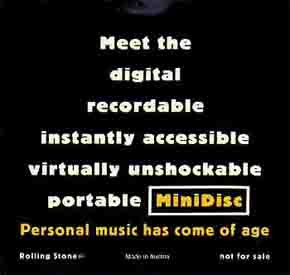 Meet the
digital
recordable
instantly accessible
virtually unshockable
portable MiniDisc
Personal music has come of age
Rolling Stone Made in Austria not for sale